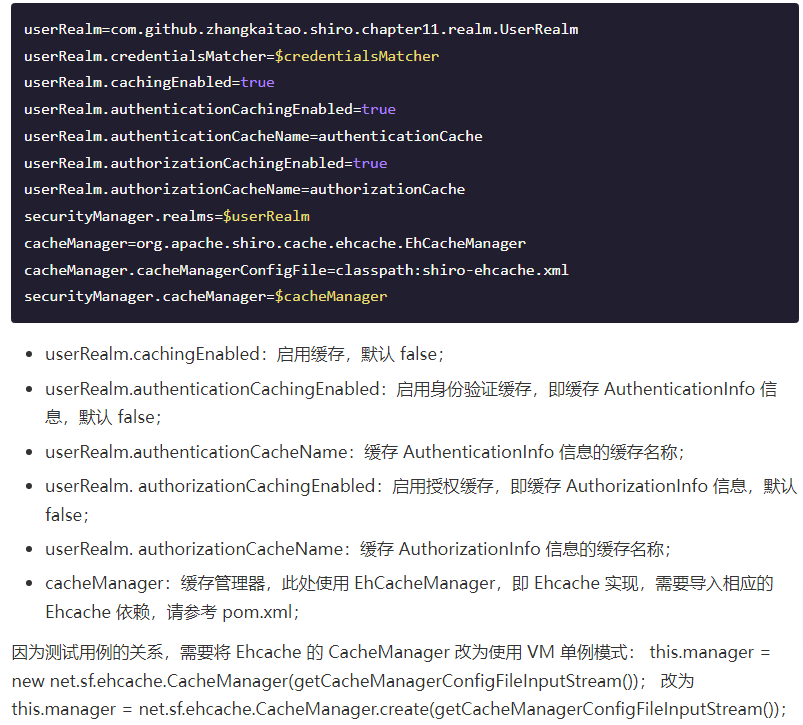 userRealm=com.github.zhangkaitao.shiro.chapter11.realm.UserRealm
userRealm.credentialsMatcher=$credentialsMatcher
userRealm.cachingEnabled=true
userRealm.authenticationCachingEnabled=true
userRealm.authenticationCacheName=authenticationCache
userRealm.authorizationCachingEnabled=true
userRealm.authorizationCacheName=authorizationCache
securityManager.realms=$userRealm
cacheManager=org.apache.shiro.cache.ehcache.EhCacheManager
cacheManager.cacheManagerConfigFile=classpath:shiro-ehcache.xml
securityManager.cacheManager=$cacheManager
• userRealm.cachingEnabled：启用缓存，默认 false；
• userRealm.authenticationCachingEnabled：启用身份验证缓存，即缓存 AuthenticationInfo 信
息，默认 false；
• userRealm.authenticationCacheName：缓存 AuthenticationInfo 信息的缓存名称；
• userRealm. authorizationCachingEnabled：启用授权缓存，即缓存 AuthorizationInfo 信息，默认
false；
• userRealm. authorizationCacheName：缓存 AuthorizationInfo 信息的缓存名称；
• cacheManager：缓存管理器，此处使用 EhCacheManager，即 Ehcache 实现，需要导入相应的
Ehcache 依赖，请参考 pom.xml；
因为测试用例的关系，需要将 Ehcache 的 CacheManager 改为使用 VM 单例模式： this.manager =
new net.sf.ehcache.CacheManager(getCacheManagerConfigFileInputStream())； 改为
this.manager = net.sf.ehcache.CacheManager.create(getCacheManagerConfigFileInputStream())；